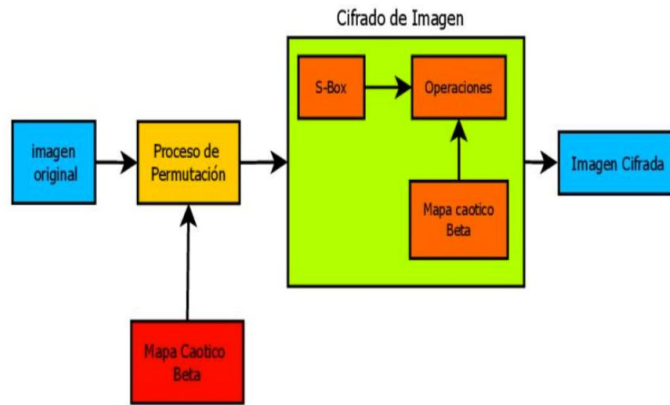 Cifrado de Imagen
S-Box
Operaciones
imagen
original
Proceso de
Permutación
Imagen Cifrada
Mapa caotico
Beta
Mapa Caotico
Beta